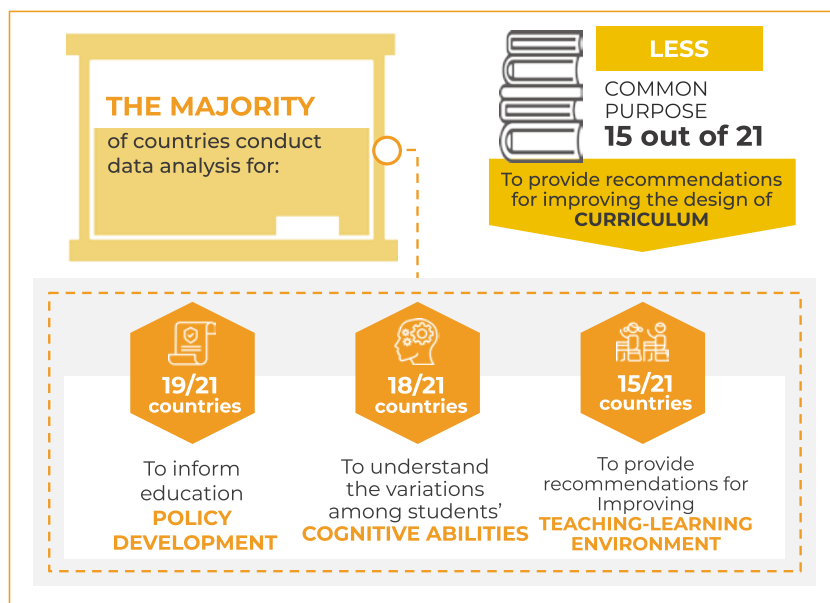 THE MAJORITY
of countries conduct
data analysis for:
LESS
COMMON
PURPOSE
15 out of 21
To provide recommendations
for improving the design of
CURRICULUM
19/21
countries
To inform
education
POLICY
DEVELOPMENT
18/21
countries
To understand
the variations
among students’
COGNITIVE ABILITIES
15/21
countries
To provide
recommendations for
Improving
TEACHING-LEARNING
ENVIRONMENT